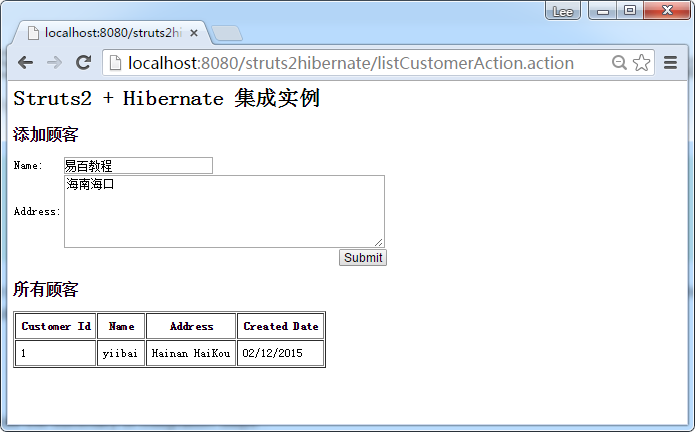 Lee
localhost:8080/struts2hi
localhost:8080/struts2hibernate/listCustomerAction.action
Struts2 + Hibernate 集成实例
添加顾客
Name: 易百教程
Address: 海南海口
Submit
所有顾客
Customer Id Name Address Created Date
1 yiibai Hainan HaiKou 02/12/2015